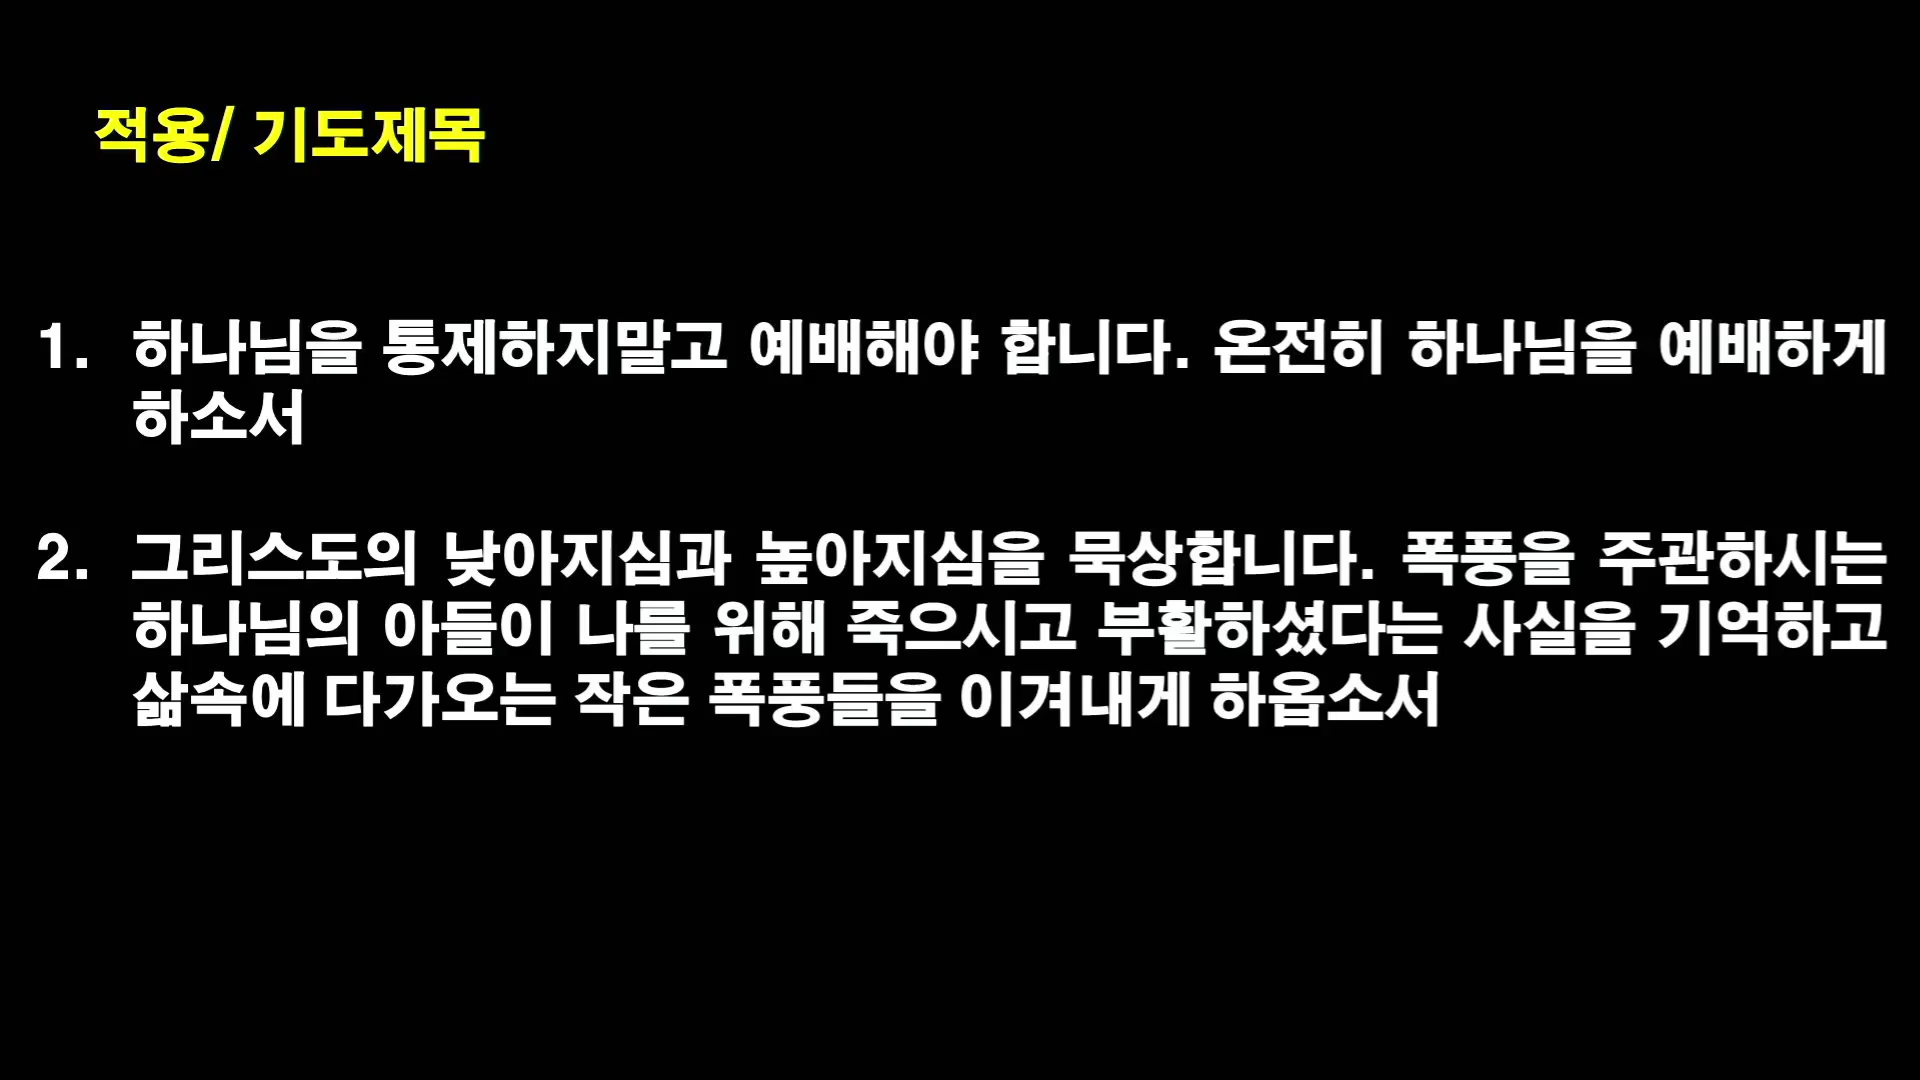 적용/ 기도제목
1. 하나님을 통제하지말고 예배해야 합니다. 온전히 하나님을 예배하게
하소서
2. 그리스도의 낮아지심과 높아지심을 묵상합니다. 폭풍을 주관하시는
하나님의 아들이 나를 위해 죽으시고 부활하셨다는 사실을 기억하고
삶속에 다가오는 작은 폭풍들을 이겨내게 하옵소서